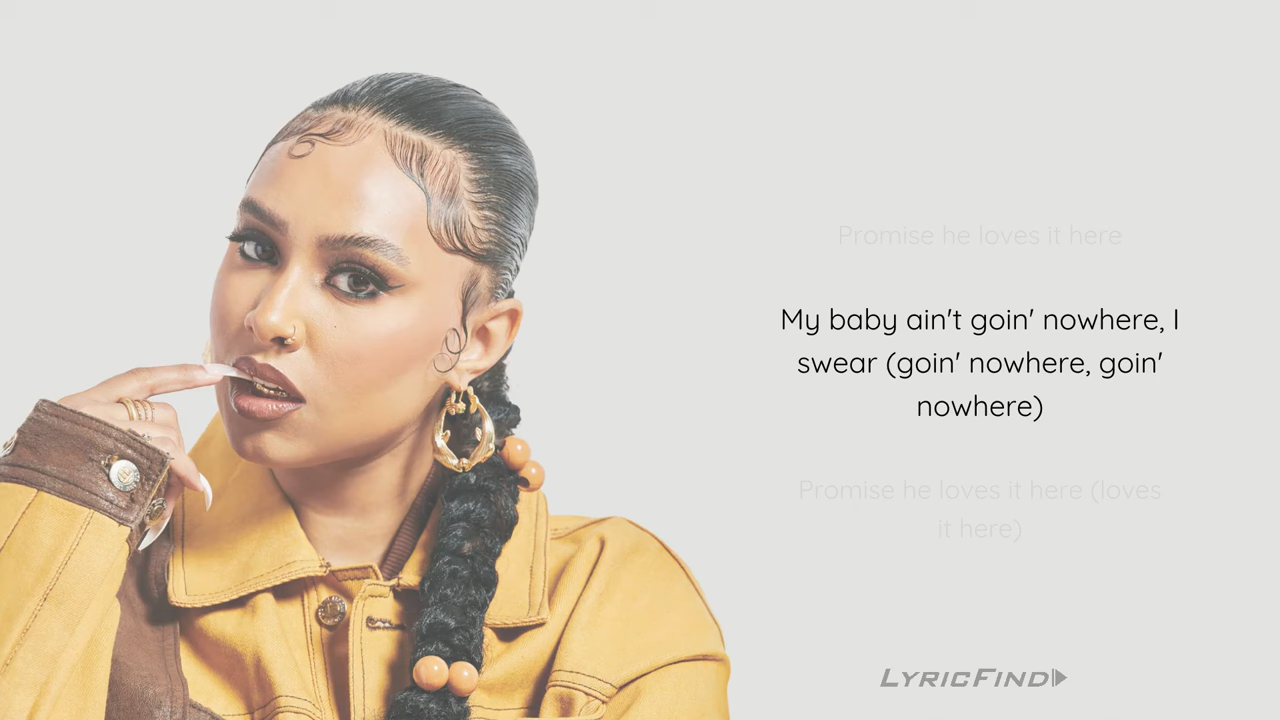 Promise he loves it here
My baby ain't goin' nowhere, I
swear (goin' nowhere, goin'
nowhere)
Promise he loves it here (loves
it here)
LYRICFIND